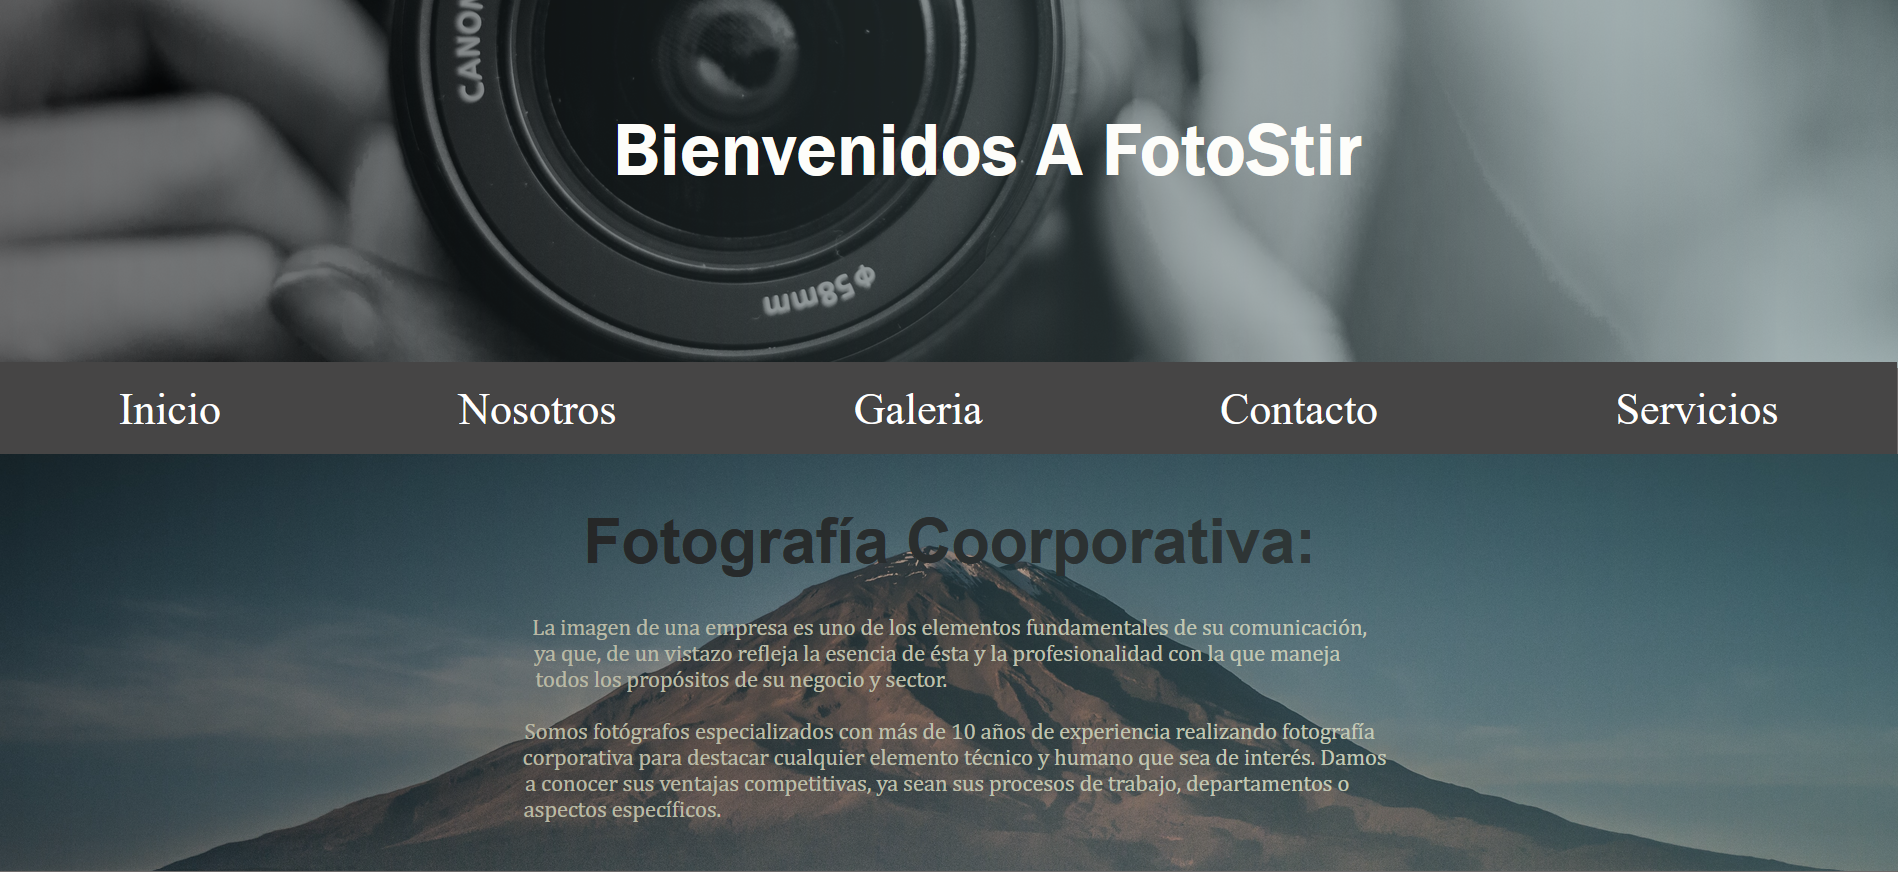 CANON
Bienvenidos A FotoStir
Φ58mm
Inicio Nosotros Galeria Contacto Servicios
Fotografía Coorporativa:
La imagen de una empresa es uno de los elementos fundamentales de su comunicación,
ya que, de un vistazo refleja la esencia de ésta y la profesionalidad con la que maneja
todos los propósitos de su negocio y sector.
Somos fotógrafos especializados con más de 10 años de experiencia realizando fotografía
corporativa para destacar cualquier elemento técnico y humano que sea de interés. Damos
a conocer sus ventajas competitivas, ya sean sus procesos de trabajo, departamentos o
aspectos específicos.